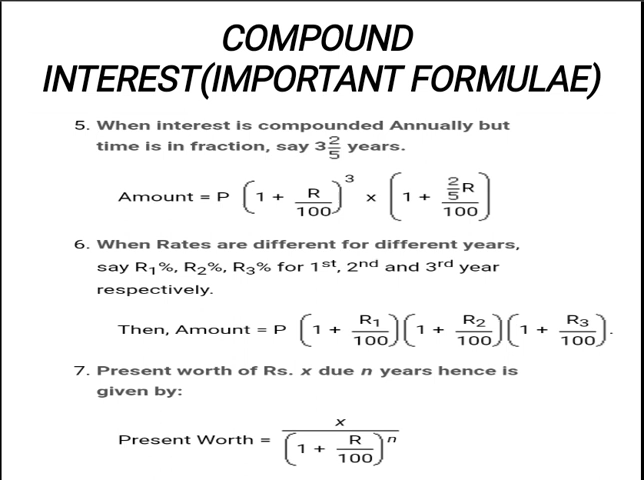 COMPOUND
INTEREST(IMPORTANT FORMULAE)
5. When interest is compounded Annually but
time is in fraction, say 3 2/5 years.
Amount = P (1 + R/100)^3 x (1 + 2/5 R/100)
6. When Rates are different for different years,
say R₁%, R₂%, R₃% for 1st, 2nd and 3rd year
respectively.
Then, Amount = P (1 + R₁/100)(1 + R₂/100)(1 + R₃/100).
7. Present worth of Rs. x due n years hence is
given by:
Present Worth = x/(1 + R/100)^n